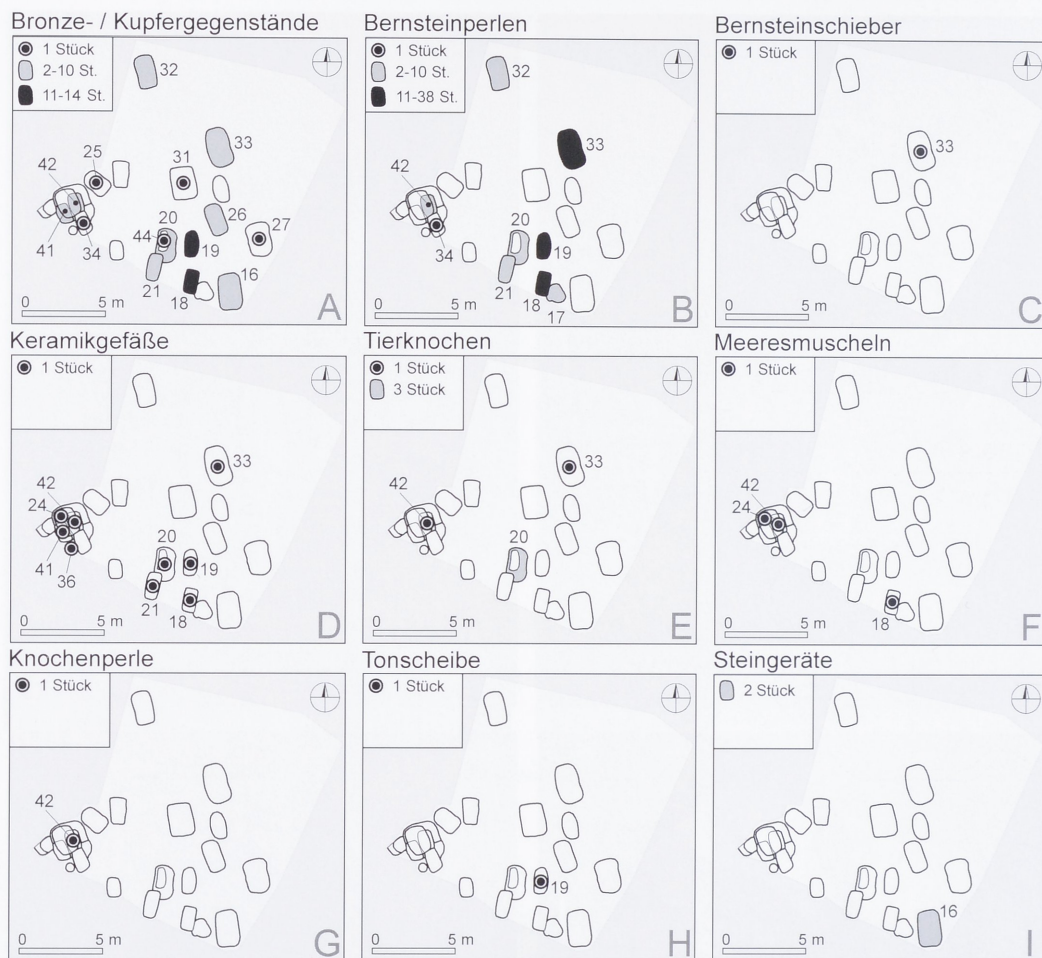 Bronze- / Kupfergegenstände
1 Stück
2-10 St.
11-14 St.
32
33
25
31
42
20
26
44
27
41
34
19
16
21
18
0 5 m
A
Bernsteinperlen
1 Stück
2-10 St.
11-38 St.
32
33
42
20
34
19
21
18
17
0 5 m
B
Bernsteinschieber
1 Stück
33
0 5 m
C
Keramikgefäße
1 Stück
33
42
24
20
41
19
36
21
18
0 5 m
D
Tierknochen
1 Stück
3 Stück
33
42
20
0 5 m
E
Meeresmuscheln
1 Stück
42
24
18
0 5 m
F
Knochenperle
1 Stück
42
0 5 m
G
Tonscheibe
1 Stück
19
0 5 m
H
Steingeräte
2 Stück
16
0 5 m
I